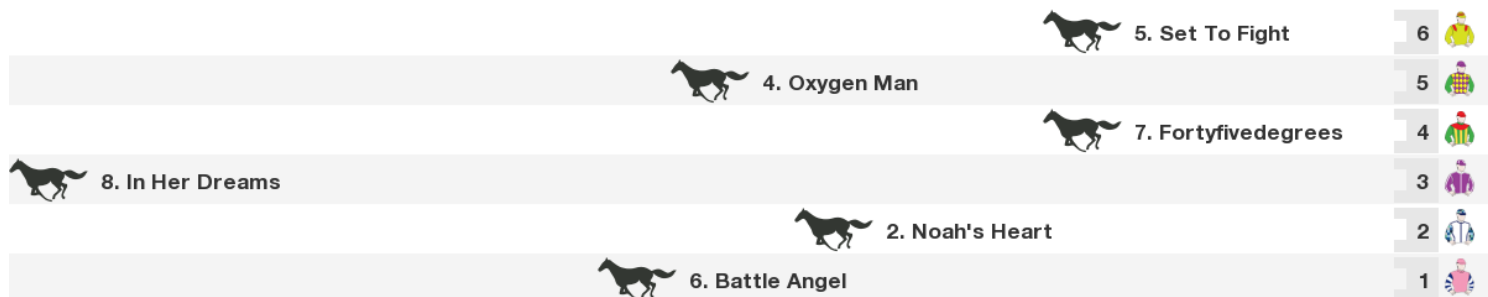 5. Set To Fight 6
4. Oxygen Man 5
7. Fortyfivedegrees 4
8. In Her Dreams 3
2. Noah's Heart 2
6. Battle Angel 1